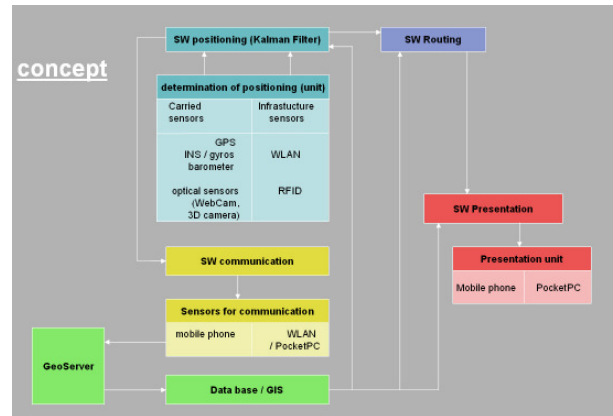 SW positioning (Kalman Filter)
SW Routing
concept
determination of positioning (unit)
Carried
sensors
Infrastucture
sensors
GPS
INS / gyros
barometer
WLAN
optical sensors
(WebCam,
3D camera)
RFID
SW Presentation
SW communication
Presentation unit
Mobile phone
PocketPC
Sensors for communication
mobile phone
WLAN
/ PocketPC
GeoServer
Data base / GIS